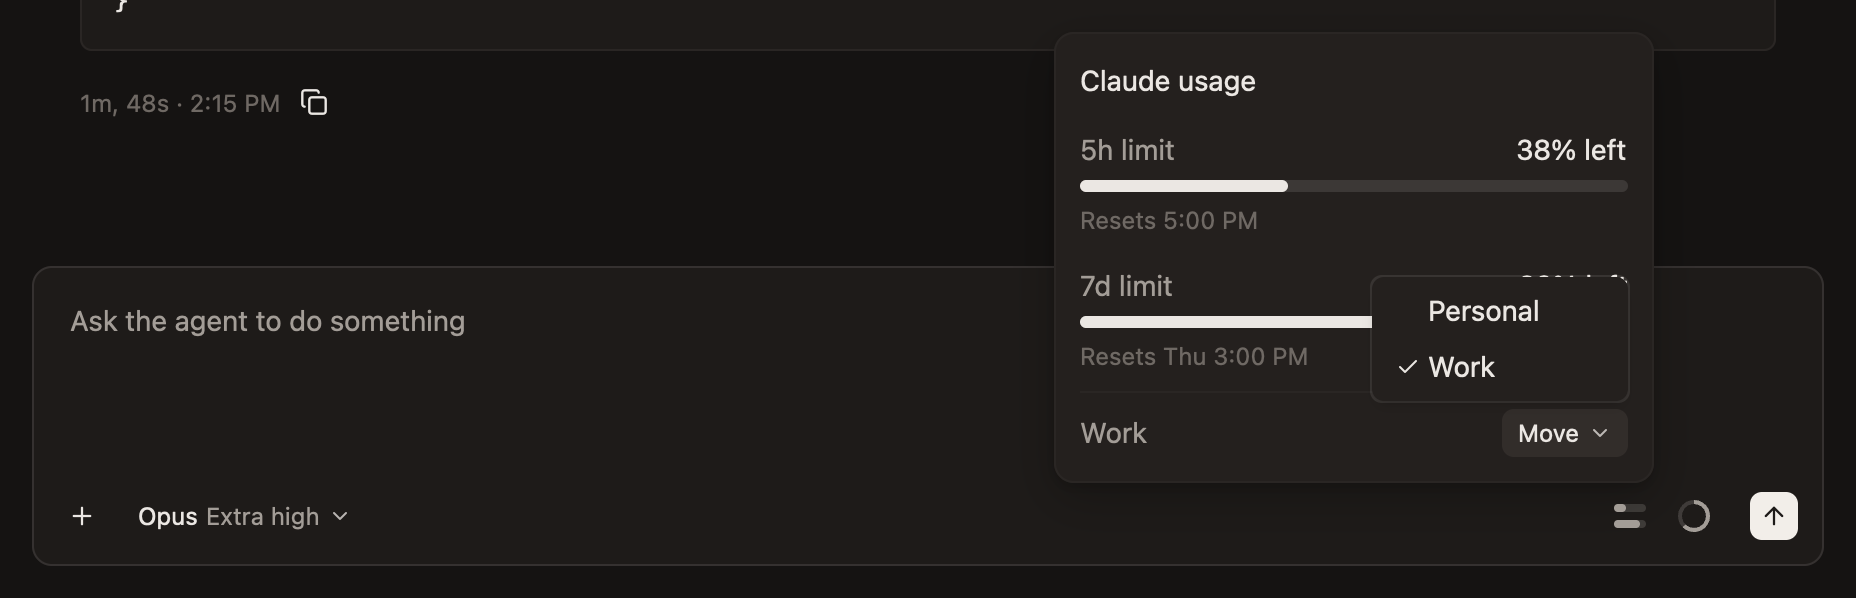 }
1m, 48s · 2:15 PM
Claude usage
5h limit 38% left
Resets 5:00 PM
7d limit
Resets Thu 3:00 PM
Personal
Work
Work Move
Ask the agent to do something
Opus Extra high